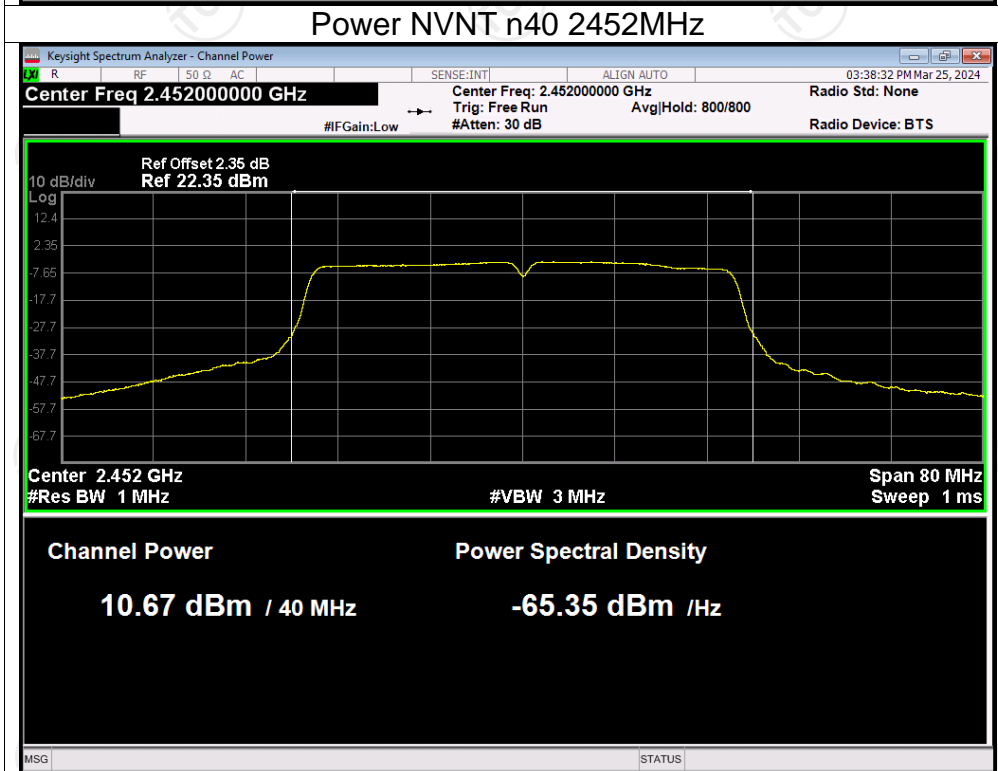 Power NVNT n40 2452MHz
Keysight Spectrum Analyzer - Channel Power
LXI R RF 50 Ω AC SENSE:INT ALIGN AUTO 03:38:32 PM Mar 25, 2024
Center Freq 2.452000000 GHz Center Freq: 2.452000000 GHz Radio Std: None
Trig: Free Run Avg|Hold: 800/800
#IFGain:Low #Atten: 30 dB Radio Device: BTS
Ref Offset 2.35 dB
10 dB/div Ref 22.35 dBm
Log
12.4
2.35
-7.65
-17.7
-27.7
-37.7
-47.7
-57.7
-67.7
Center 2.452 GHz Span 80 MHz
#Res BW 1 MHz #VBW 3 MHz Sweep 1 ms
Channel Power Power Spectral Density
10.67 dBm / 40 MHz -65.35 dBm /Hz
MSG STATUS